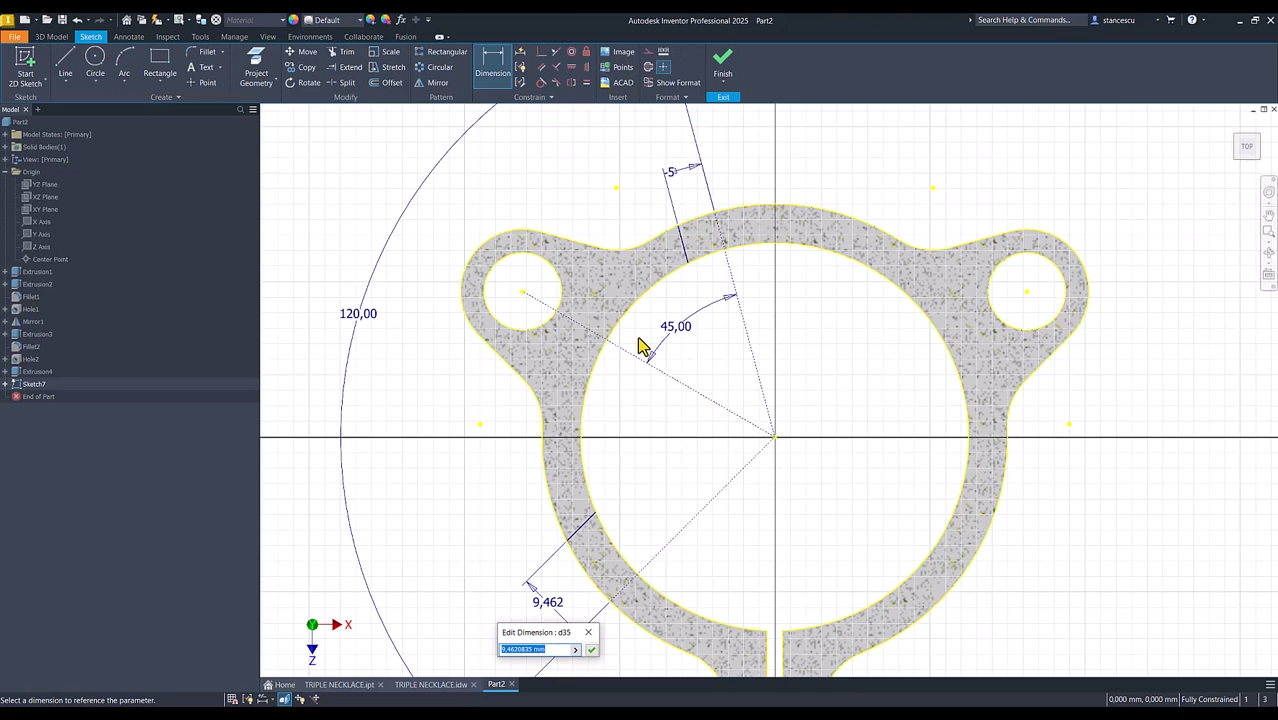 Material
Default
Autodesk Inventor Professional 2025 Part2
Search Help & Commands...
stancescu
File
3D Model
Sketch
Annotate
Inspect
Tools
Manage
View
Environments
Collaborate
Fusion
Start
2D Sketch
Line
Circle
Arc
Rectangle
Fillet
Text
Point
Project
Geometry
Move
Copy
Rotate
Trim
Extend
Split
Scale
Stretch
Offset
Rectangular
Circular
Mirror
Dimension
Image
Points
ACAD
Show Format
Finish
Sketch
Create
Modify
Pattern
Constrain
Insert
Format
Exit
Model
Part2
Model States: [Primary]
Solid Bodies(1)
View: [Primary]
Origin
YZ Plane
XZ Plane
XY Plane
X Axis
Y Axis
Z Axis
Center Point
Extrusion1
Extrusion2
Fillet1
Hole1
Mirror1
Extrusion3
Fillet2
Hole2
Extrusion4
Sketch7
End of Part
TOP
5
120,00
45,00
9,462
Edit Dimension : d35
9,4620835 mm
X
Y
Z
Home
TRIPLE NECKLACE.ipt
TRIPLE NECKLACE.idw
Part2
Select a dimension to reference the parameter.
0,000 mm, 0,000 mm
Fully Constrained
1
3